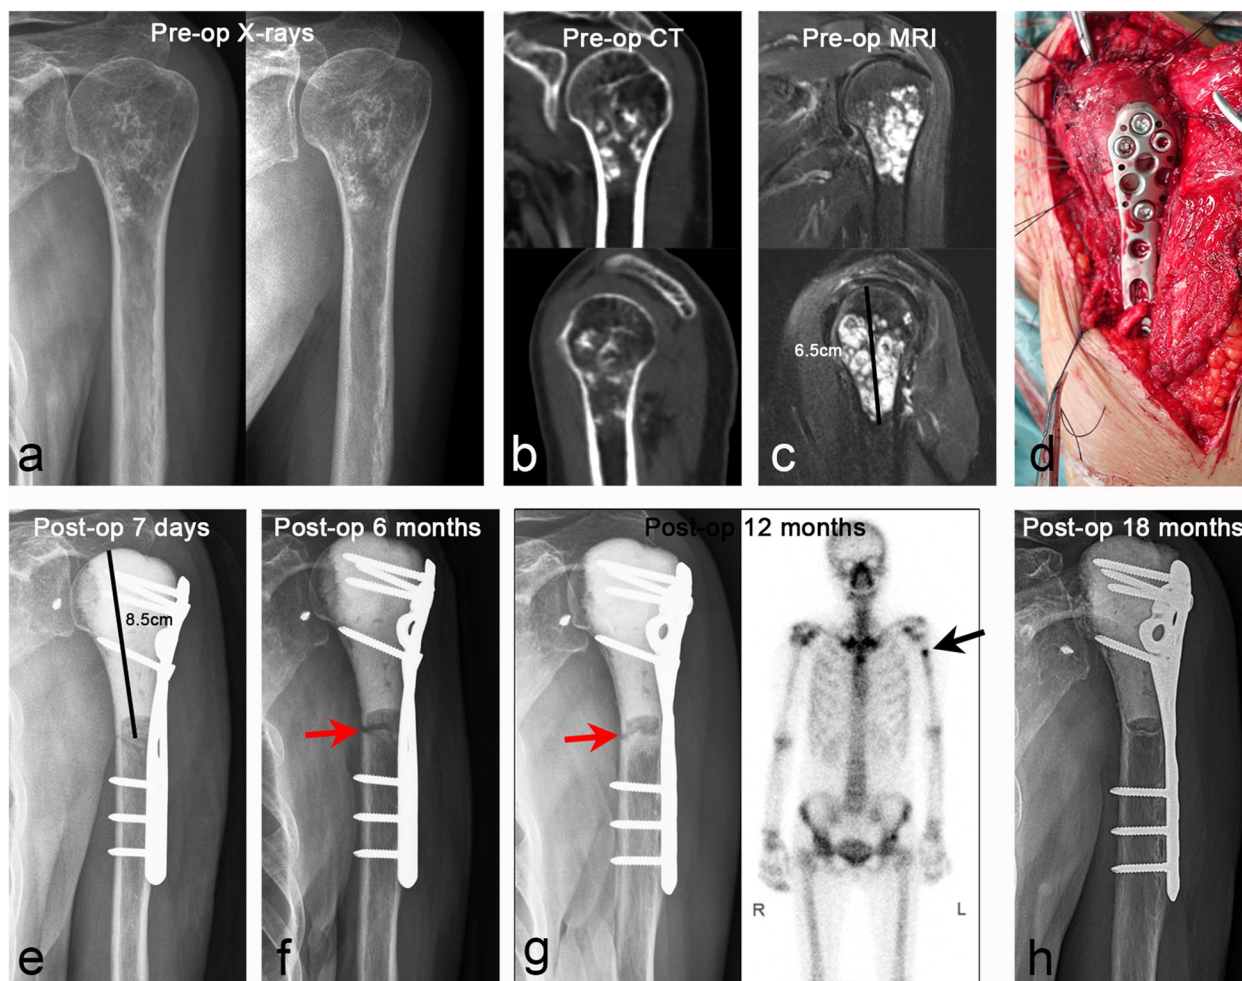 Pre-op X-rays
Pre-op CT
Pre-op MRI
6.5cm
a
b
c
d
Post-op 7 days
Post-op 6 months
Post-op 12 months
Post-op 18 months
8.5cm
R
L
e
f
g
h